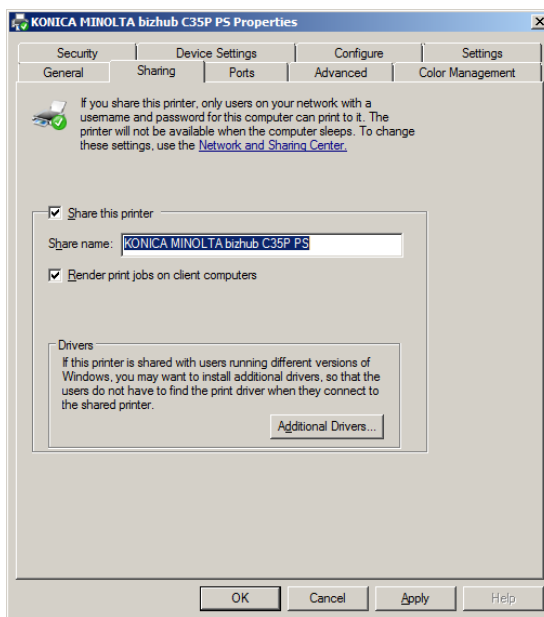 KONICA MINOLTA bizhub C35P PS Properties
Security Device Settings Configure Settings
General Sharing Ports Advanced Color Management
If you share this printer, only users on your network with a
username and password for this computer can print to it. The
printer will not be available when the computer sleeps. To change
these settings, use the Network and Sharing Center.
Share this printer
Share name: KONICA MINOLTA bizhub C35P PS
Render print jobs on client computers
Drivers
If this printer is shared with users running different versions of
Windows, you may want to install additional drivers, so that the
users do not have to find the print driver when they connect to
the shared printer.
Additional Drivers...
OK Cancel Apply Help